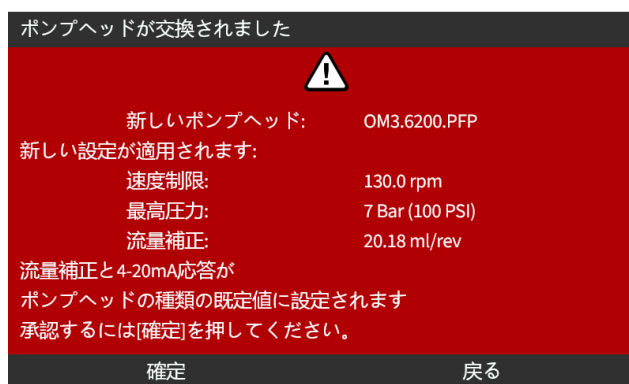 ポンプヘッドが交換されました
新しいポンプヘッド: OM3.6200.PFP
新しい設定が適用されます:
速度制限: 130.0 rpm
最高圧力: 7 Bar (100 PSI)
流量補正: 20.18 ml/rev
流量補正と4-20mA応答が
ポンプヘッドの種類の既定値に設定されます
承認するには[確定]を押してください。
確定 戻る